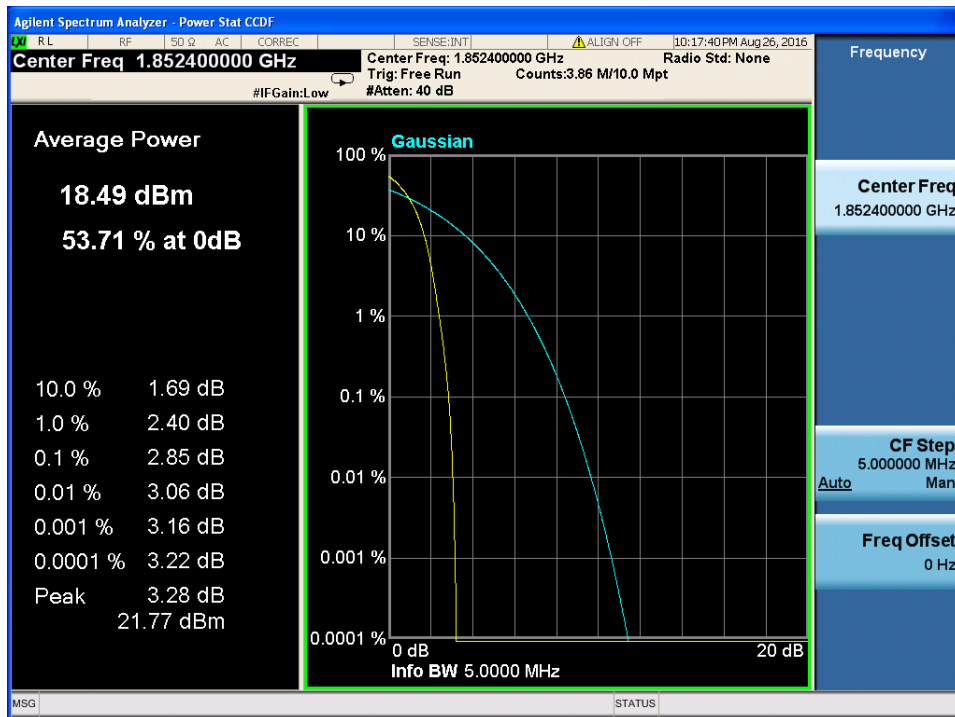 Agilent Spectrum Analyzer - Power Stat CCDF
LXI RL RF 50 Ω AC CORREC SENSE:INT ALIGN OFF 10:17:40 PM Aug 26, 2016
Center Freq 1.852400000 GHz
#IFGain:Low
Center Freq: 1.852400000 GHz Radio Std: None
Trig: Free Run Counts:3.86 M/10.0 Mpt
#Atten: 40 dB
Average Power
18.49 dBm
53.71 % at 0dB
10.0 % 1.69 dB
1.0 % 2.40 dB
0.1 % 2.85 dB
0.01 % 3.06 dB
0.001 % 3.16 dB
0.0001 % 3.22 dB
Peak 3.28 dB
21.77 dBm
Gaussian
100 %
10 %
1 %
0.1 %
0.01 %
0.001 %
0.0001 %
0 dB 20 dB
Info BW 5.0000 MHz
Frequency
Center Freq
1.852400000 GHz
CF Step
5.000000 MHz
Auto Man
Freq Offset
0 Hz
MSG STATUS